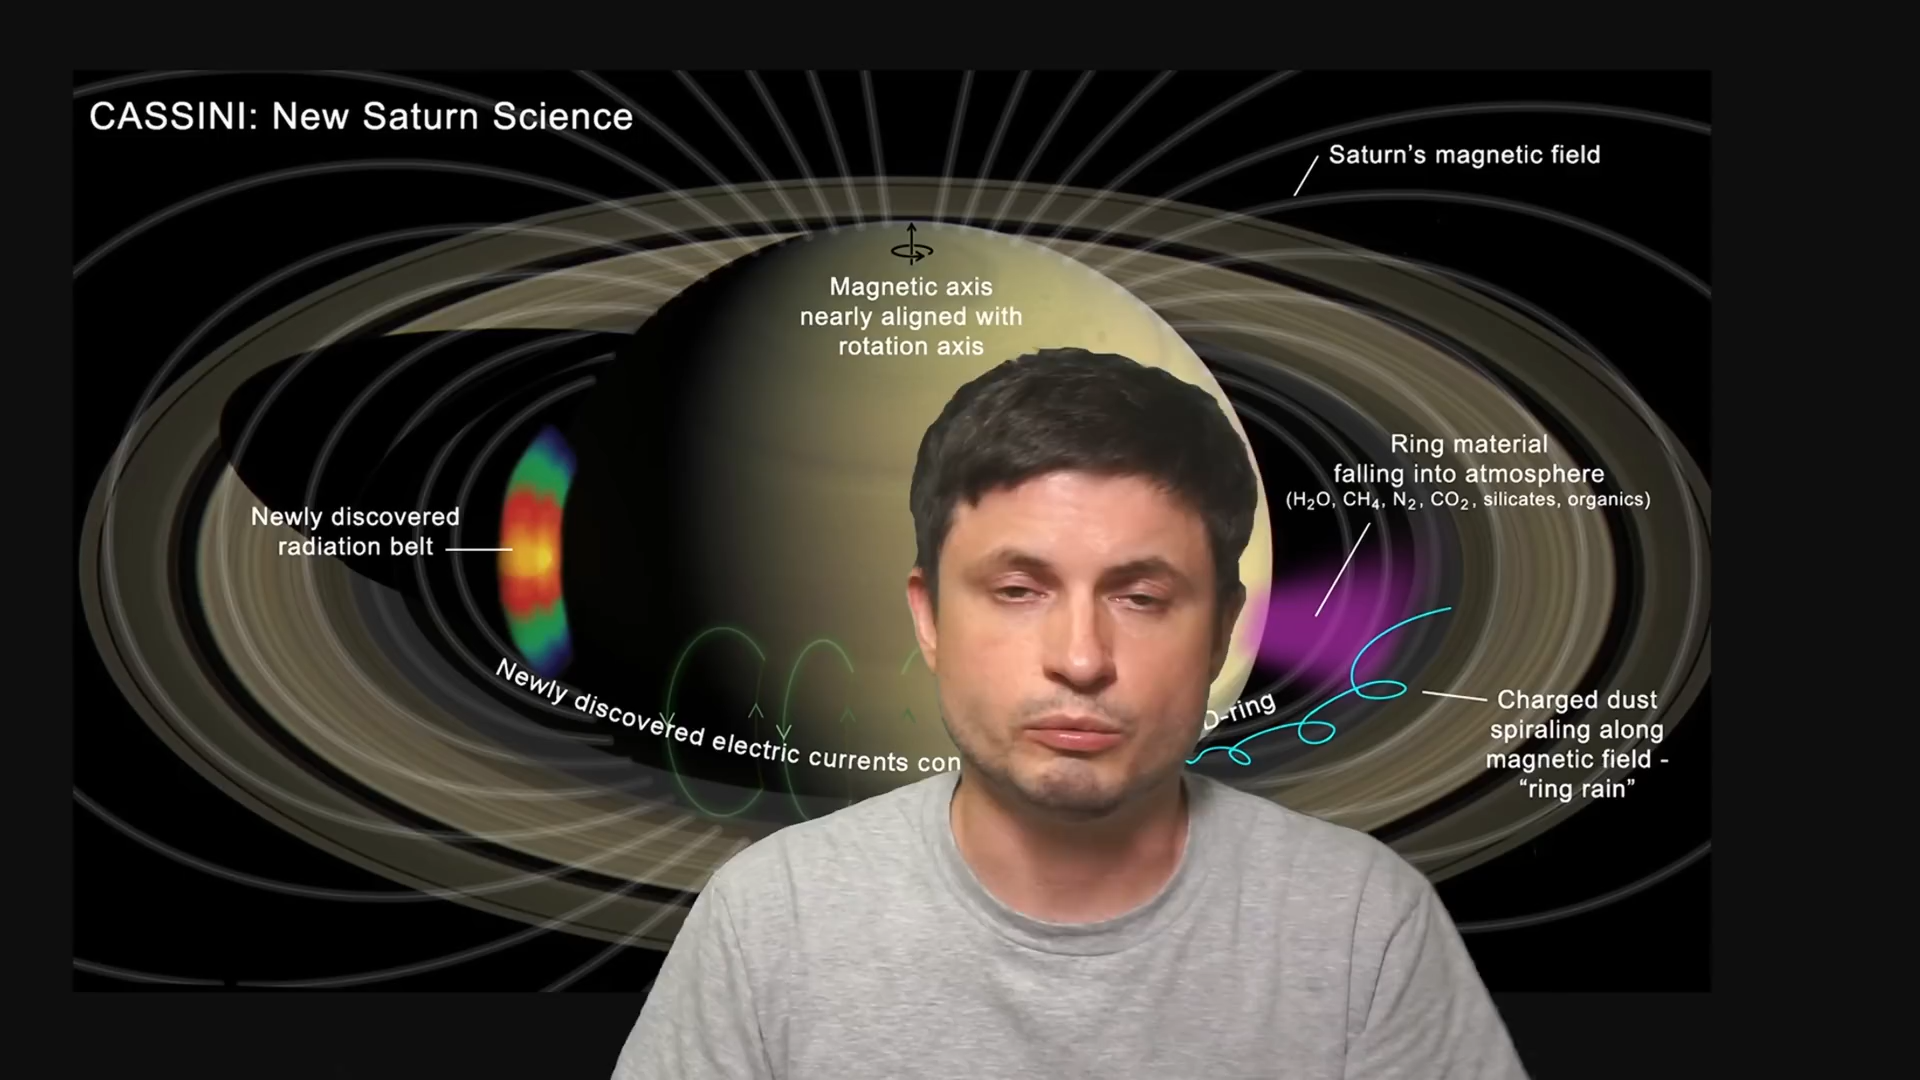 CASSINI: New Saturn Science
Saturn’s magnetic field
Magnetic axis
nearly aligned with
rotation axis
Ring material
falling into atmosphere
(H₂O, CH₄, N₂, CO₂, silicates, organics)
Newly discovered
radiation belt
Newly discovered electric currents con
D-ring
Charged dust
spiraling along
magnetic field -
“ring rain”